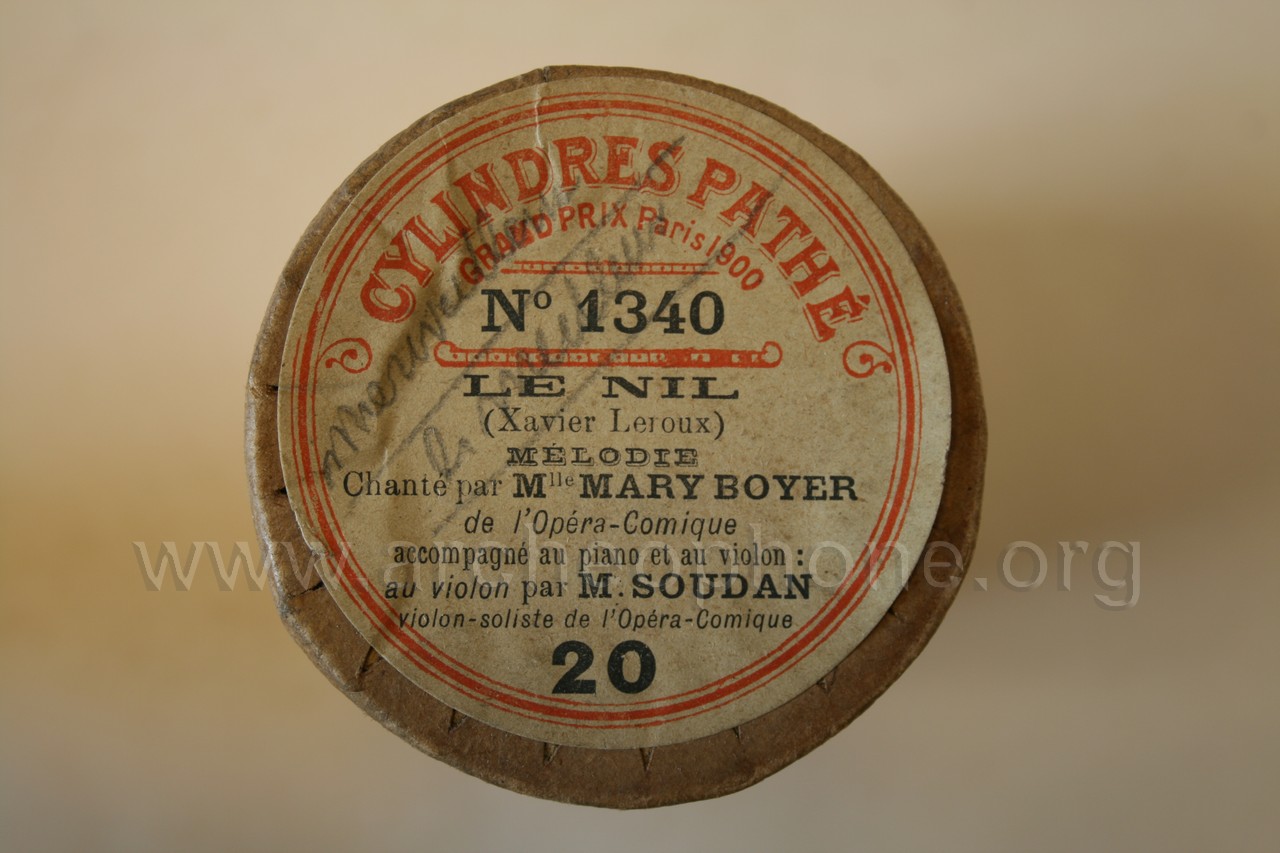 CYLINDRES PATHÉ
GRAND PRIX Paris 1900
Nº 1340
LE NIL
(Xavier Leroux)
MÉLODIE
Chanté par Mlle MARY BOYER
de l'Opéra-Comique
accompagné au piano et au violon :
au violon par M. SOUDAN
violon-soliste de l'Opéra-Comique
20
www.archeophone.org